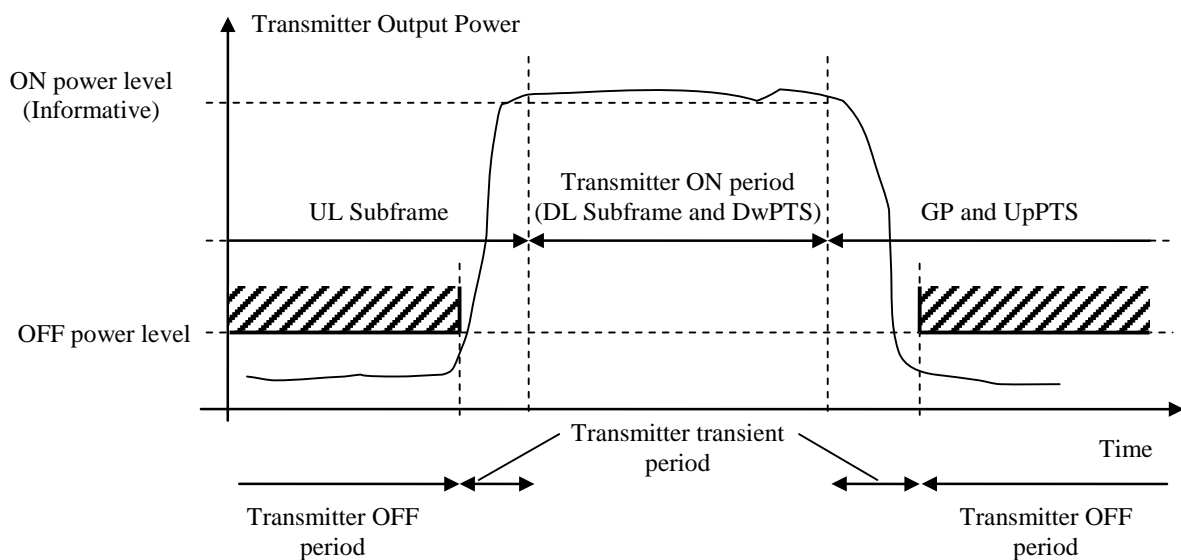 Transmitter Output Power
ON power level
(Informative)
UL Subframe
Transmitter ON period
(DL Subframe and DwPTS)
GP and UpPTS
OFF power level
Transmitter transient
period
Time
Transmitter OFF
period
Transmitter OFF
period